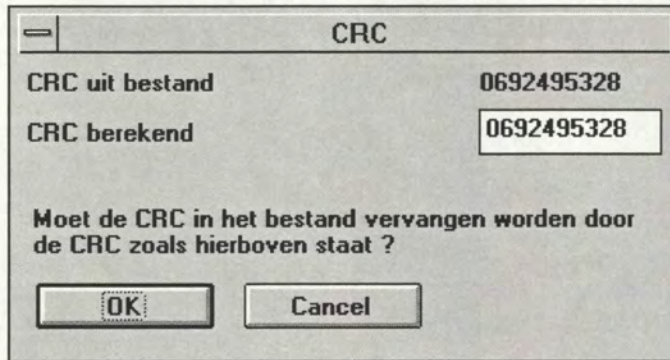 CRC
CRC uit bestand 0692495328
CRC berekend 0692495328
Moet de CRC in het bestand vervangen worden door
de CRC zoals hierboven staat ?
OK Cancel